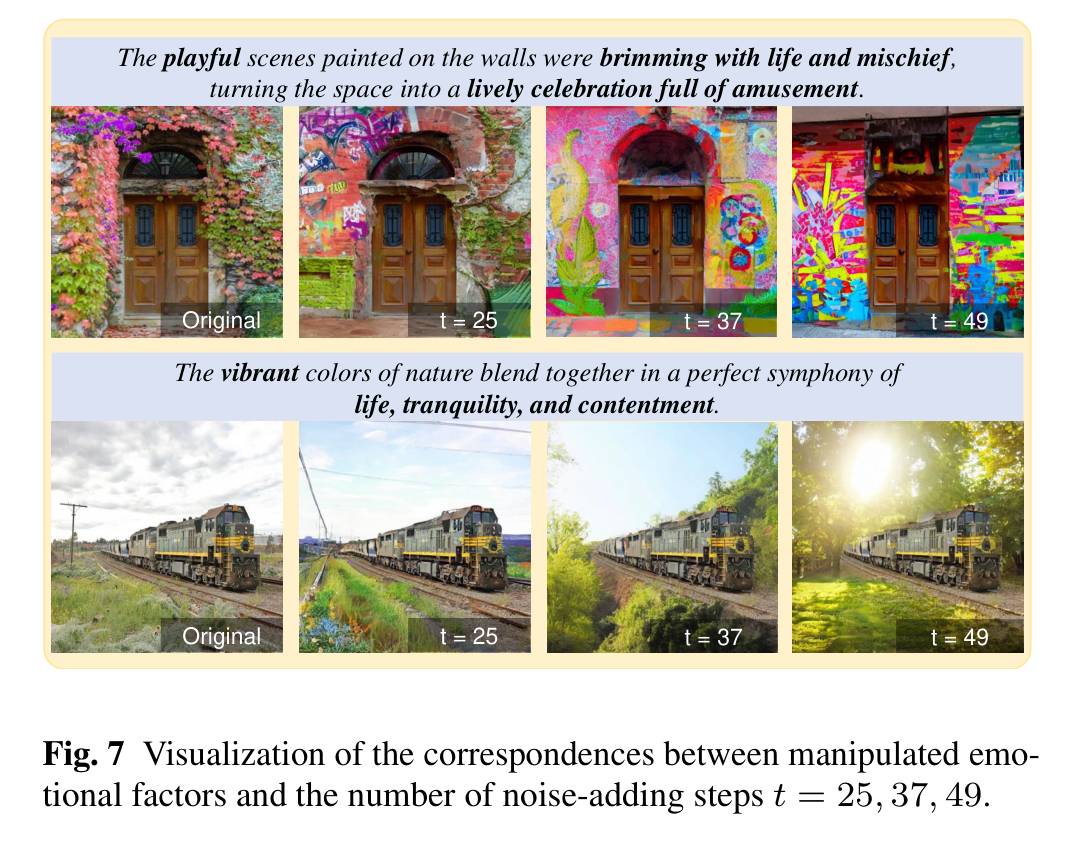 The playful scenes painted on the walls were brimming with life and mischief,
turning the space into a lively celebration full of amusement.
Original
t = 25
t = 37
t = 49
The vibrant colors of nature blend together in a perfect symphony of
life, tranquility, and contentment.
Original
t = 25
t = 37
t = 49
Fig. 7 Visualization of the correspondences between manipulated emo-
tional factors and the number of noise-adding steps t = 25, 37, 49.